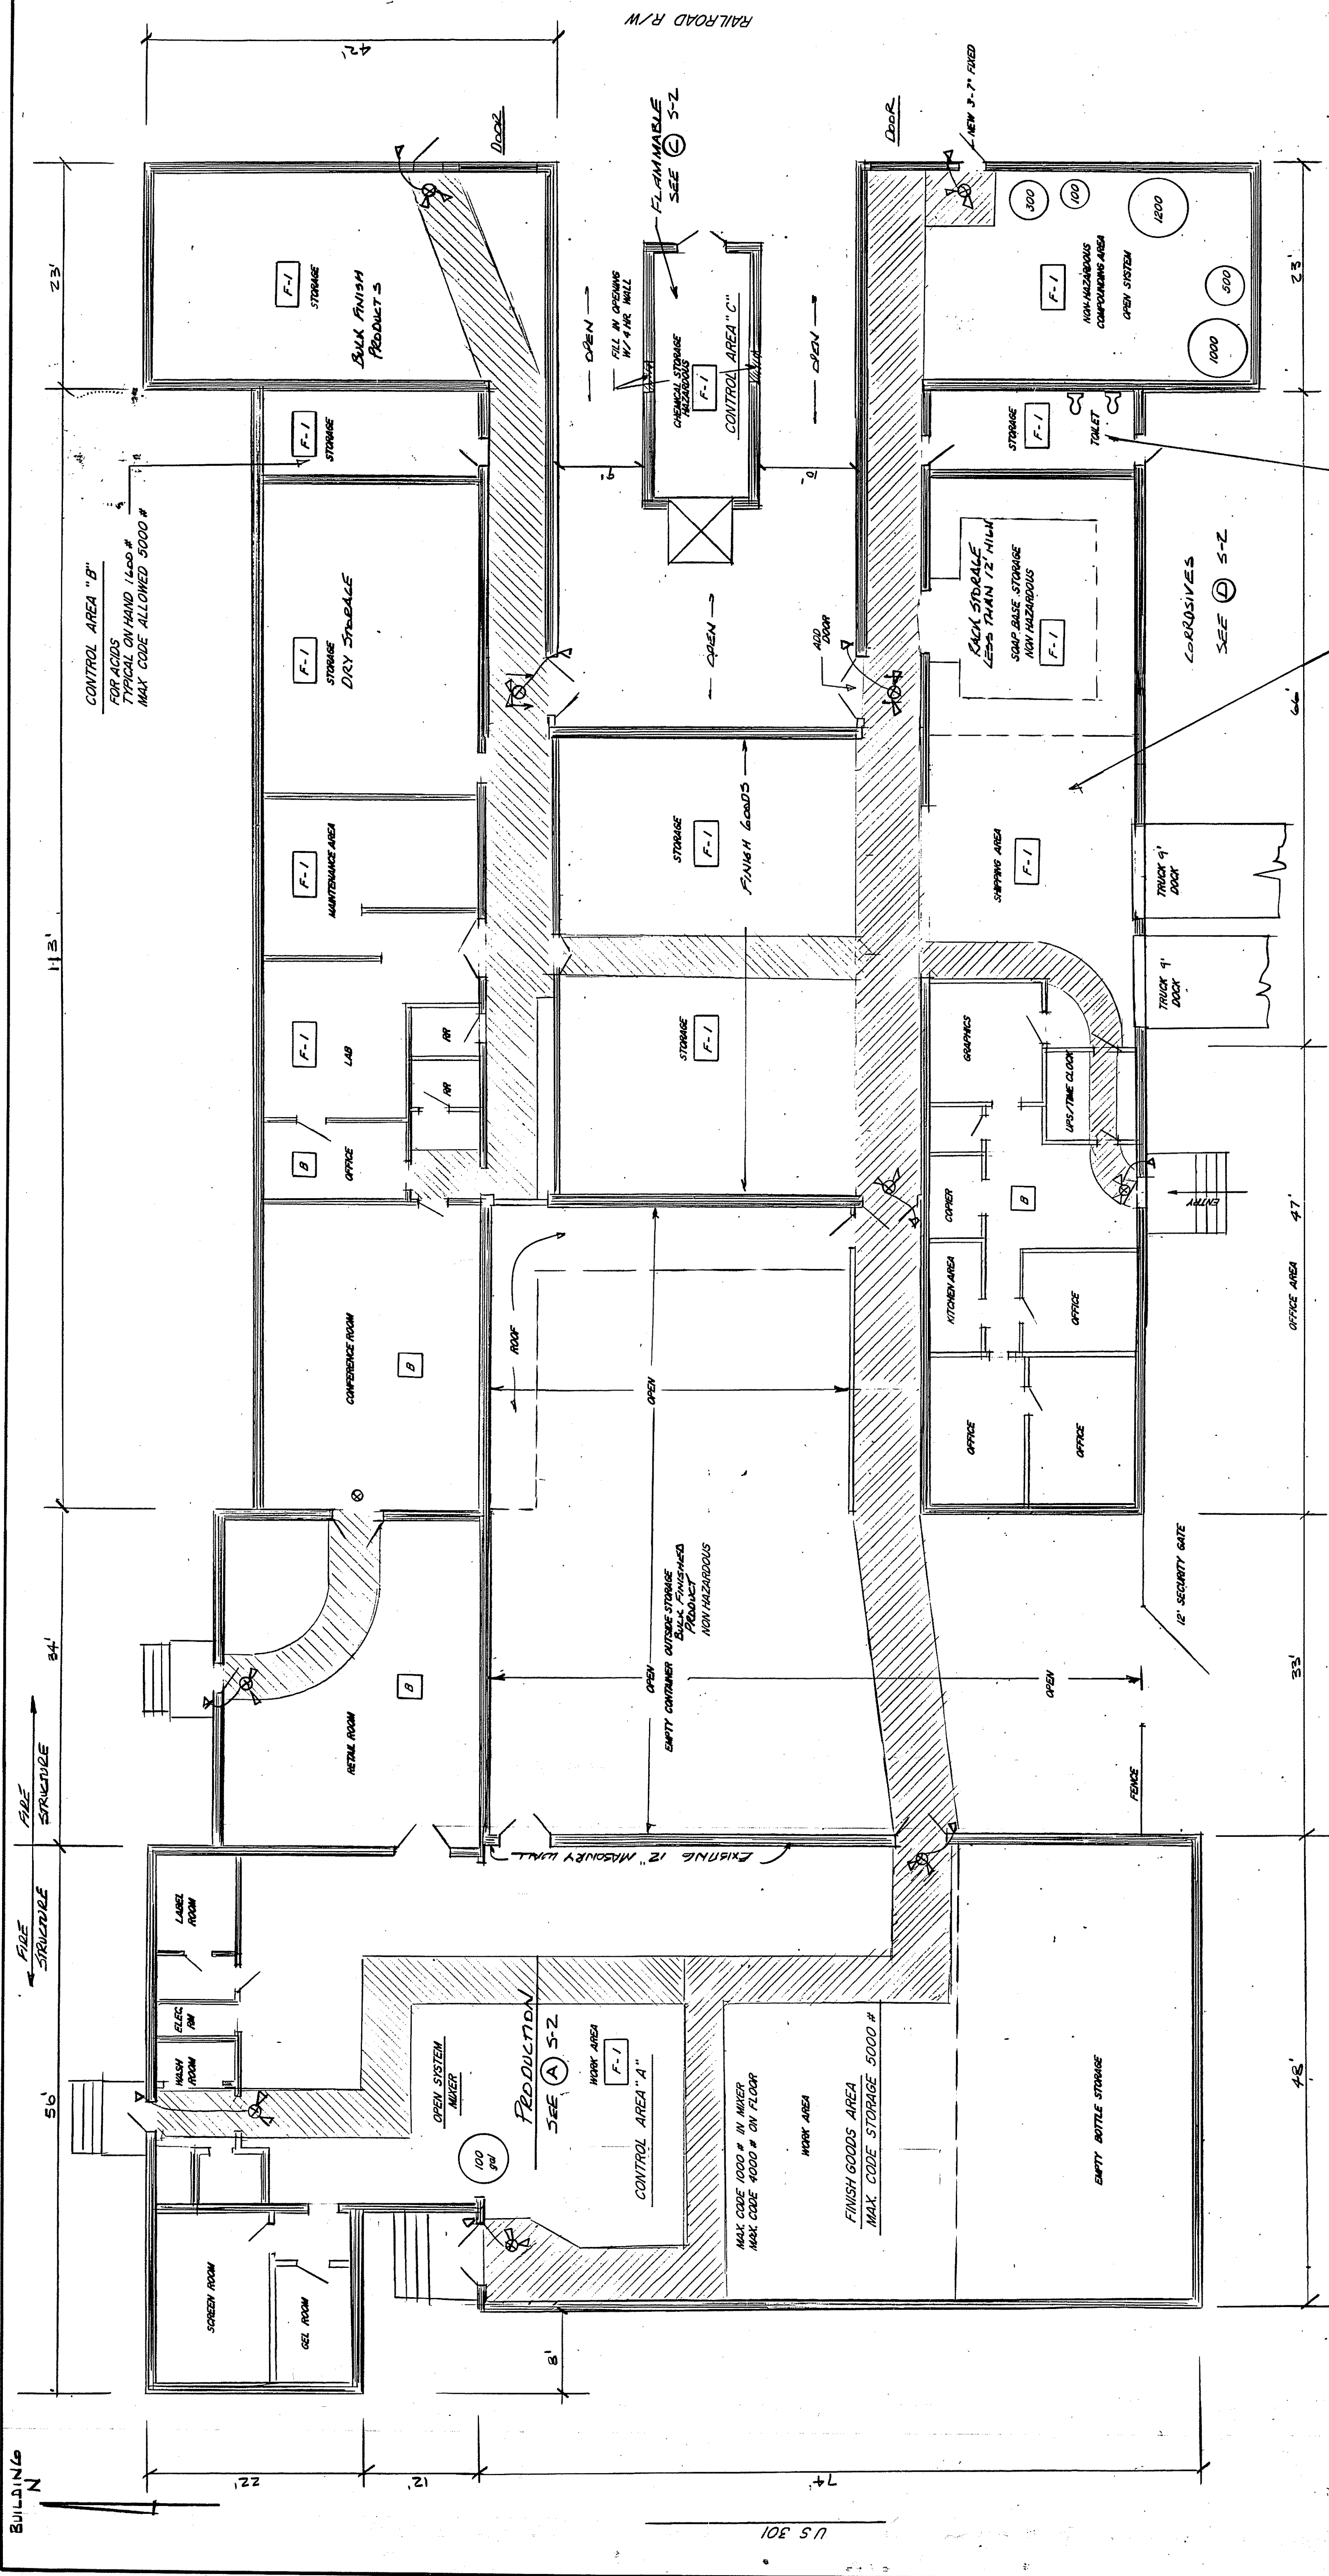 RAILROAD R/W
42'
23'
DOOR
F-1
STORAGE
BULK FINISH
PRODUCTS
FLAMMABLE
SEE C S-2
DOOR
NEW 3-7° FIXED
OPEN
FILL IN OPENING
W/ 4 HR. WALL
CHEMICAL STORAGE
HAZARDOUS
F-1
CONTROL AREA "C"
OPEN
300
100
1200
500
1000
F-1
NON-HAZARDOUS
COMPOUNDING AREA
OPEN SYSTEM
23'
CONTROL AREA "B"
FOR ACIDS
TYPICAL ON HAND 1600 #
MAX CODE ALLOWED 5000 #
F-1
STORAGE
STORAGE
F-1
TOILET
F-1
STORAGE
DRY STORAGE
OPEN
ADD
DOOR
RACK STORAGE
LESS THAN 12' HIGH
SOAP BASE STORAGE
NON HAZARDOUS
F-1
CORROSIVES
SEE D S-2
66'
113'
F-1
MAINTENANCE AREA
STORAGE
F-1
FINISH GOODS
SHIPPING AREA
F-1
TRUCK 9'
DOCK
TRUCK 9'
DOCK
F-1
LAB
RR
RR
STORAGE
F-1
B
OFFICE
GRAPHICS
UPS/TIME CLOCK
COPIER
B
ENTRY
KITCHEN AREA
OFFICE
OFFICE
OFFICE
47'
OFFICE AREA
CONFERENCE ROOM
B
ROOF
OPEN
34'
RETAIL ROOM
B
OPEN
EMPTY CONTAINER OUTSIDE STORAGE
BULK FINISHED
PRODUCT
NON HAZARDOUS
OPEN
12' SECURITY GATE
FENCE
33'
FIRE
STRUCTURE
FIRE
STRUCTURE
EXISTING 12" MASONRY WALL
LABEL
ROOM
ELEC.
RM
WASH
ROOM
56'
OPEN SYSTEM
MIXER
100
gal
PRODUCTION
SEE A S-2
WORK AREA
F-1
CONTROL AREA "A"
MAX. CODE 1000 # IN MIXER
MAX. CODE 4000 # ON FLOOR
WORK AREA
FINISH GOODS AREA
MAX. CODE STORAGE 5000 #
EMPTY BOTTLE STORAGE
48'
SCREEN ROOM
GEL ROOM
8'
22'
12'
74'
BUILDING
N
US 301